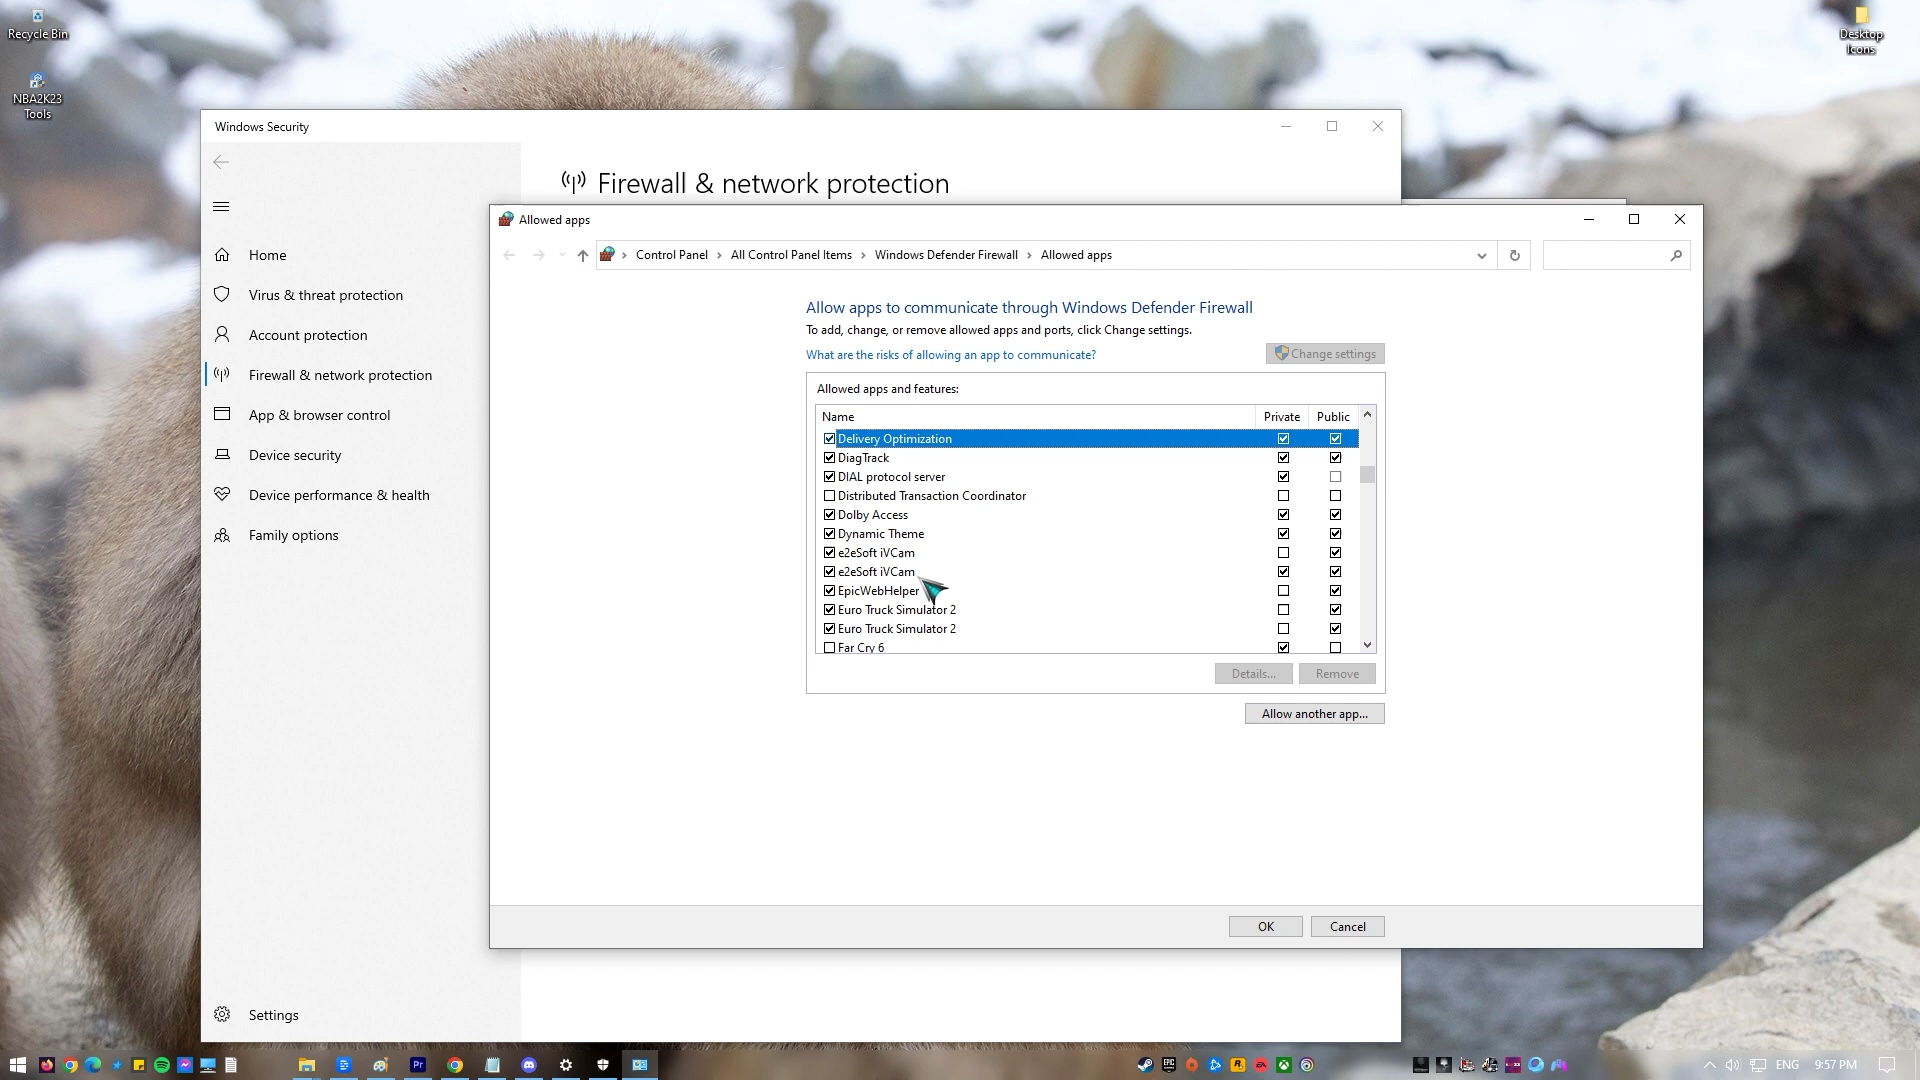 Recycle Bin
NBA2K23
Tools
Desktop
Icons
Windows Security
Firewall & network protection
Home
Virus & threat protection
Account protection
Firewall & network protection
App & browser control
Device security
Device performance & health
Family options
Settings
Allowed apps
Control Panel > All Control Panel Items > Windows Defender Firewall > Allowed apps
Allow apps to communicate through Windows Defender Firewall
To add, change, or remove allowed apps and ports, click Change settings.
What are the risks of allowing an app to communicate?
Change settings
Allowed apps and features:
Name Private Public
Delivery Optimization
DiagTrack
DIAL protocol server
Distributed Transaction Coordinator
Dolby Access
Dynamic Theme
e2eSoft iVCam
e2eSoft iVCam
EpicWebHelper
Euro Truck Simulator 2
Euro Truck Simulator 2
Far Cry 6
Details... Remove
Allow another app...
OK Cancel
Pr
EPIC
EA
ENG 9:57 PM